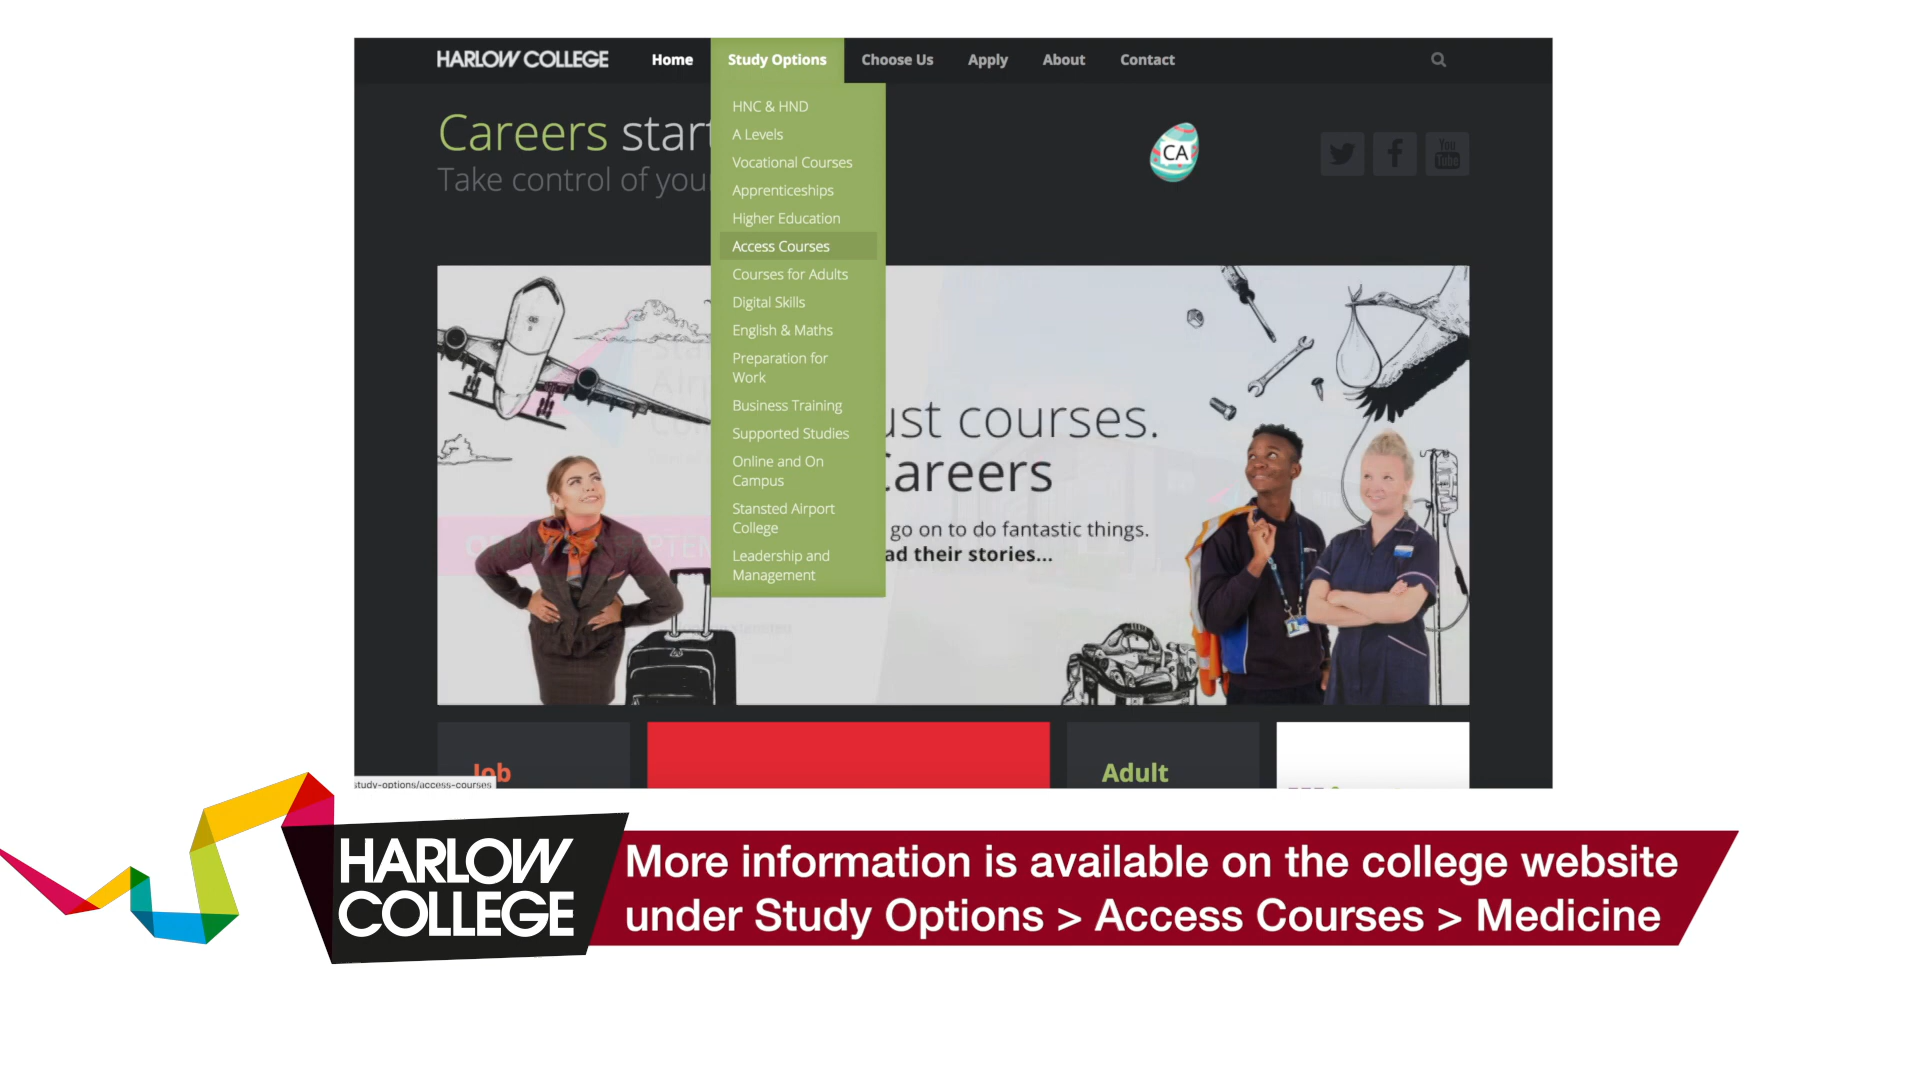 HARLOW COLLEGE Home Study Options Choose Us Apply About Contact
HNC & HND
A Levels
Vocational Courses
Apprenticeships
Higher Education
Access Courses
Courses for Adults
Digital Skills
English & Maths
Preparation for
Work
Business Training
Supported Studies
Online and On
Campus
Stansted Airport
College
Leadership and
Management
Careers start
Take control of you
CA
You
Tube
ust courses.
Careers
go on to do fantastic things.
ad their stories...
Job
Adult
study-options/access-courses
HARLOW
COLLEGE
More information is available on the college website
under Study Options > Access Courses > Medicine